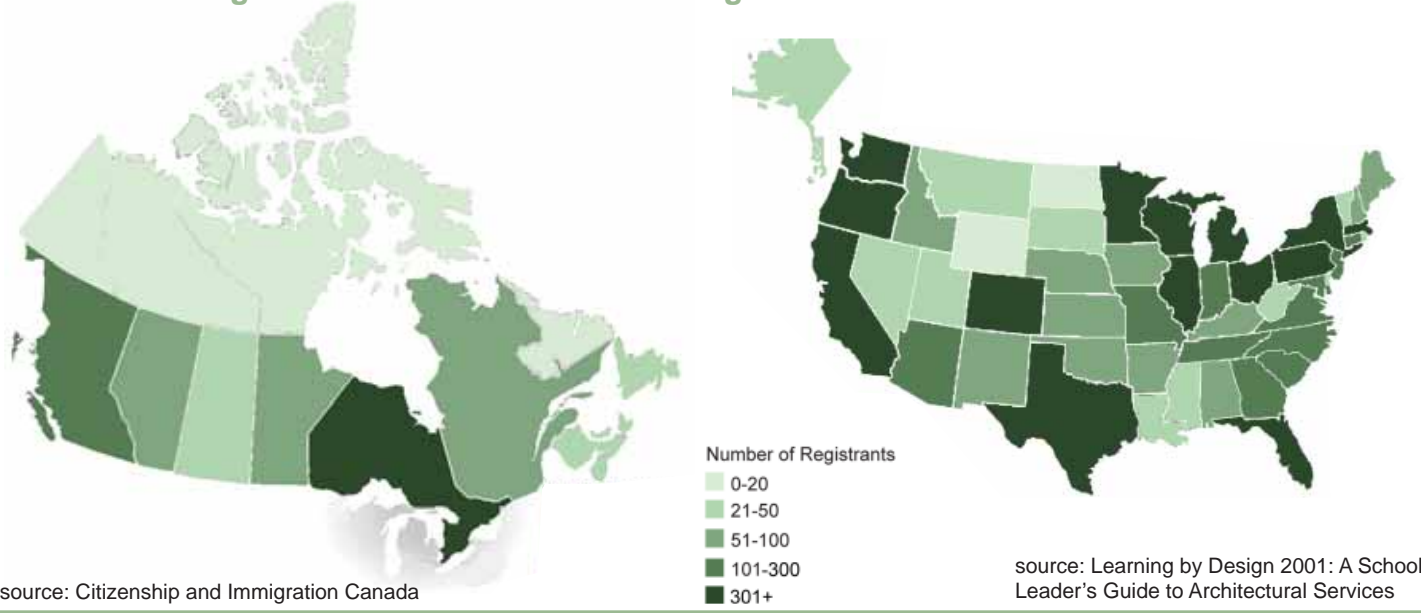 Number of Registrants
0-20
21-50
51-100
101-300
301+
source: Citizenship and Immigration Canada
source: Learning by Design 2001: A School
Leader's Guide to Architectural Services